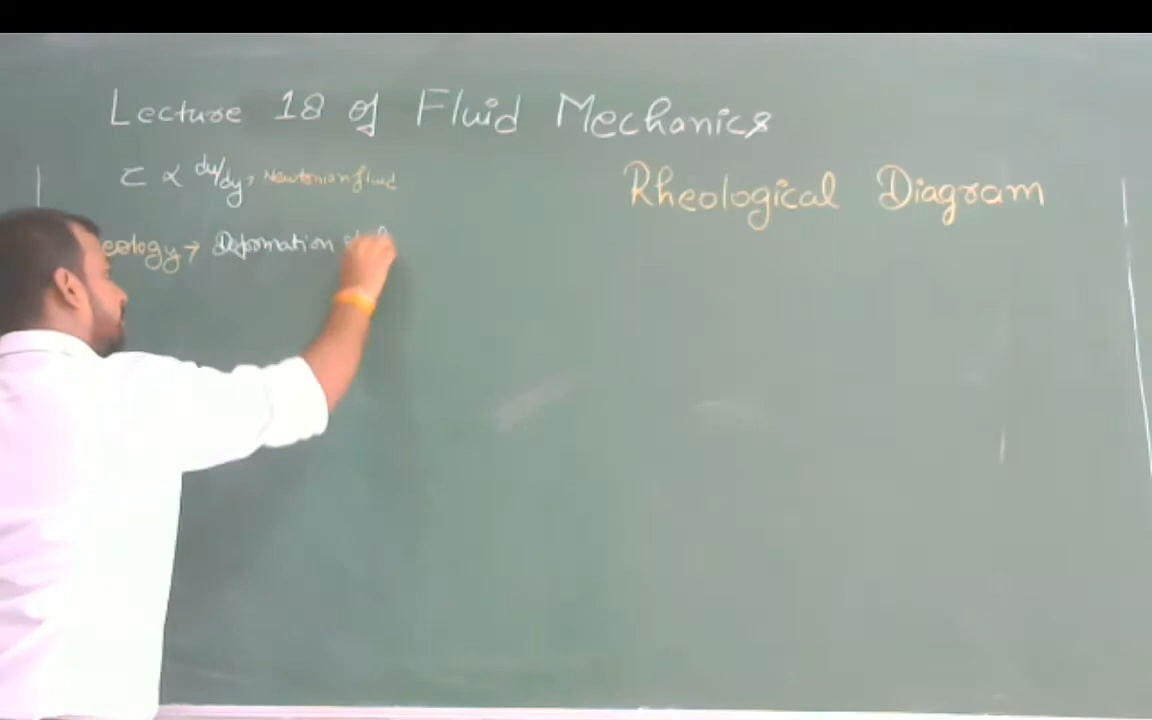 Lecture 18 of Fluid Mechanics
τ ∝ du/dy → Newtonian fluid
Rheological Diagram
eology → Deformation